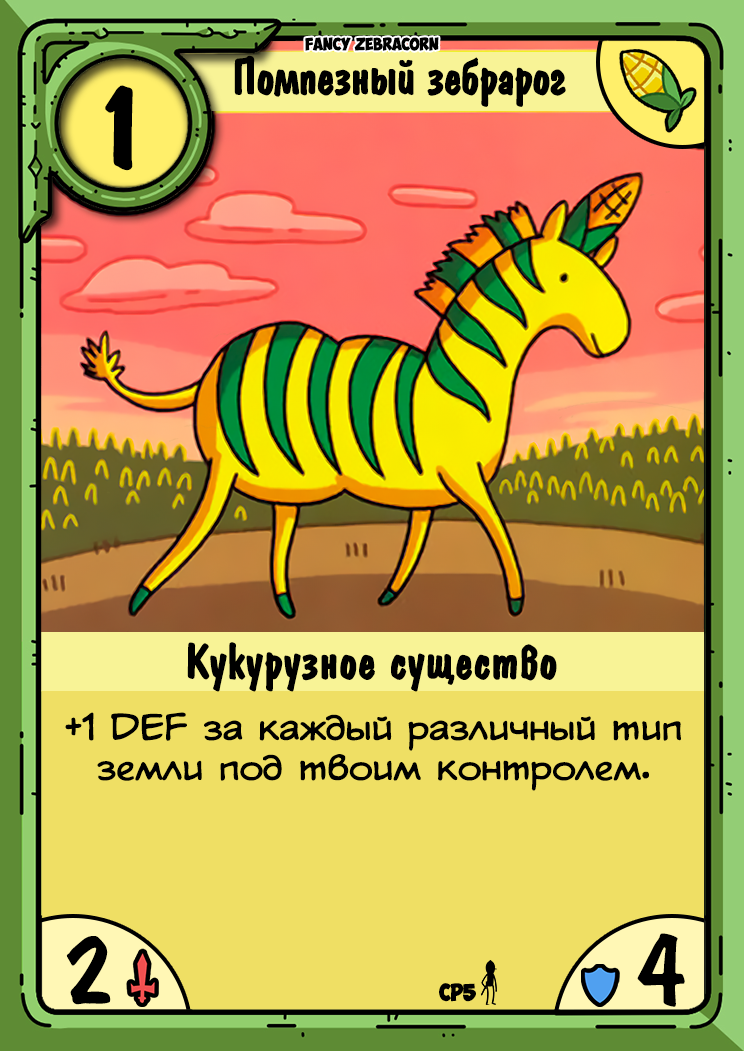 FANCY ZEBRACORN
Помпезный зебрарог
1
Кукурузное существо
+1 DEF за каждый различный тип
земли под твоим контролем.
2
CP5
4